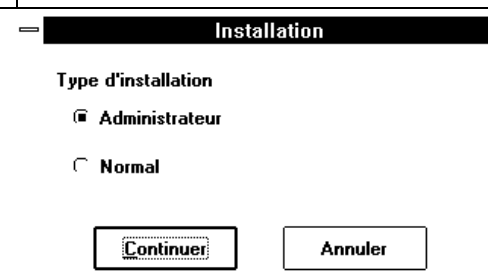 Installation
Type d'installation
Administrateur
Normal
Continuer
Annuler